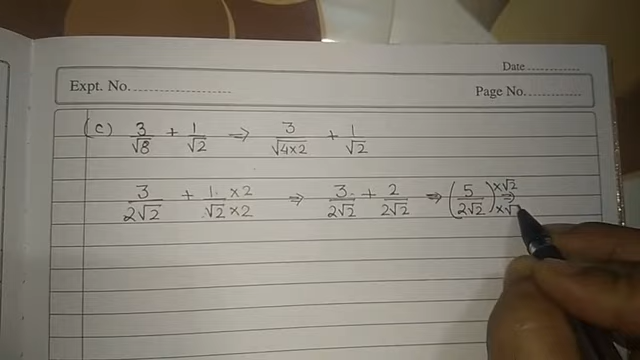 Date
Expt. No.
Page No.
(c) 3/√8 + 1/√2 ⇒ 3/√4×2 + 1/√2
3/2√2 + 1×2/√2×2 ⇒ 3/2√2 + 2/2√2 ⇒ (5/2√2) ×√2/×√2 ⇒